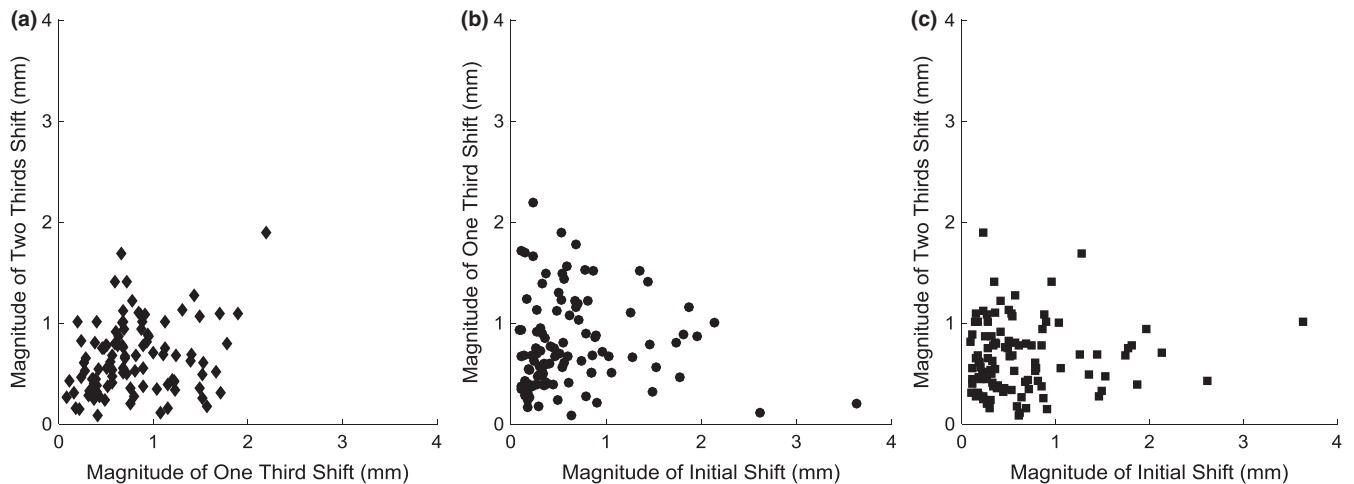 (a)
4
3
2
1
0
Magnitude of Two Thirds Shift (mm)
0 1 2 3 4
Magnitude of One Third Shift (mm)
(b)
4
3
2
1
0
Magnitude of One Third Shift (mm)
0 1 2 3 4
Magnitude of Initial Shift (mm)
(c)
4
3
2
1
0
Magnitude of Two Thirds Shift (mm)
0 1 2 3 4
Magnitude of Initial Shift (mm)